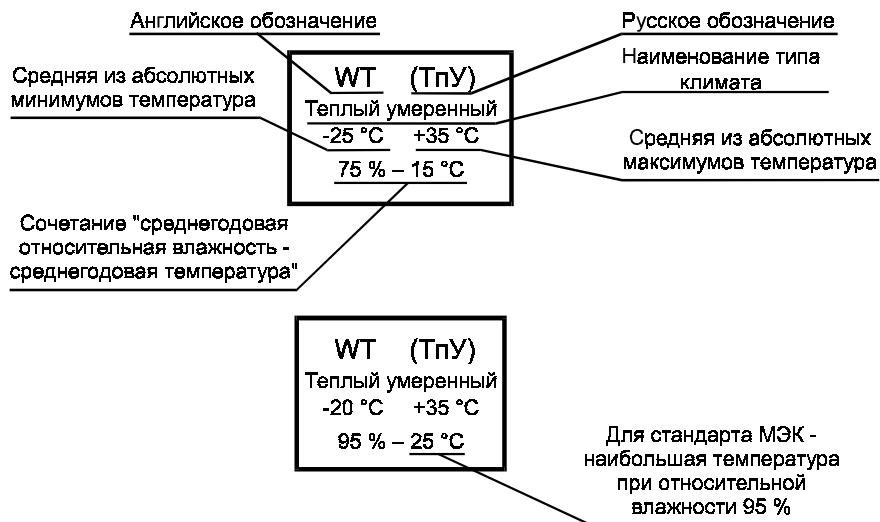 Английское обозначение
Русское обозначение
WT (ТпУ)
Теплый умеренный
-25 °С +35 °С
75 % – 15 °С
Наименование типа
климата
Средняя из абсолютных
минимумов температура
Средняя из абсолютных
максимумов температура
Сочетание "среднегодовая
относительная влажность -
среднегодовая температура"
WT (ТпУ)
Теплый умеренный
-20 °С +35 °С
95 % – 25 °С
Для стандарта МЭК -
наибольшая температура
при относительной
влажности 95 %